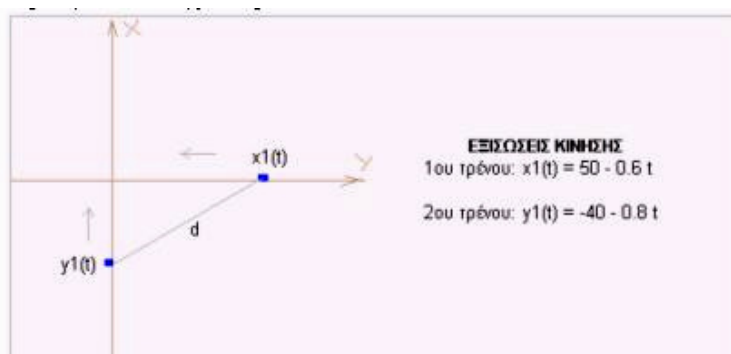 X
x1(t)
Y
d
y1(t)
ΕΞΙΣΩΣΕΙΣ ΚΙΝΗΣΗΣ
1ου τρένου: x1(t) = 50 - 0.6 t
2ου τρένου: y1(t) = -40 - 0.8 t